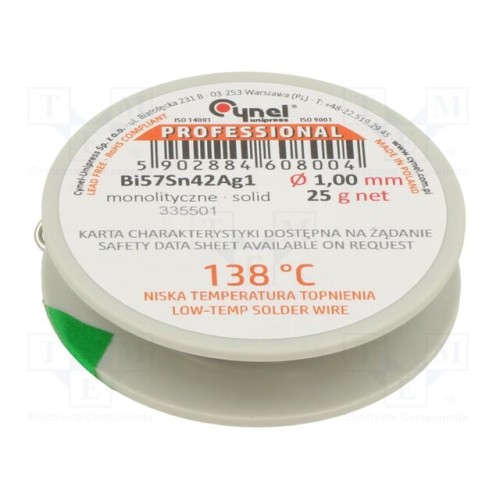 Cynel-Unipress Sp. z o.o. · ul. Białołęcka 231 B · 03-253 Warszawa (PL) · T: +48-22.519.29.45 · www.cynel.com.pl
LEAD FREE · RoHS COMPLIANT
MADE IN POLAND
Cynel®
unipress
ISO 14001
ISO 9001
PROFESSIONAL
5 902884 608004
Bi57Sn42Ag1 Ø 1,00 mm
monolityczne · solid 25 g net
335501
KARTA CHARAKTERYSTYKI DOSTĘPNA NA ŻĄDANIE
SAFETY DATA SHEET AVAILABLE ON REQUEST
138 °C
NISKA TEMPERATURA TOPNIENIA
LOW-TEMP SOLDER WIRE
TME
Electronic Components